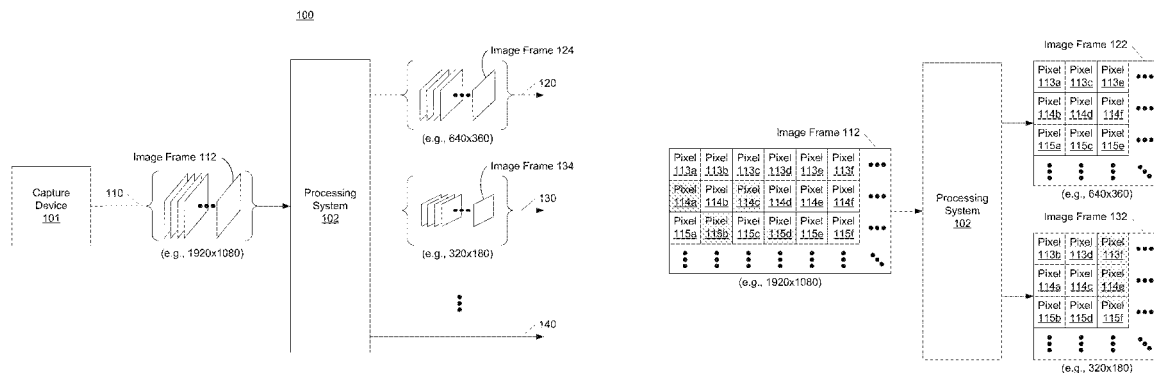 100
Image Frame 124
120
(e.g., 640x360)
Image Frame 112
110
Capture
Device
101
(e.g., 1920x1080)
Processing
System
102
Image Frame 134
130
(e.g., 320x180)
140
Image Frame 112
Pixel Pixel Pixel Pixel Pixel Pixel
113a 113b 113c 113d 113e 113f
Pixel Pixel Pixel Pixel Pixel Pixel
114a 114b 114c 114d 114e 114f
Pixel Pixel Pixel Pixel Pixel Pixel
115a 115b 115c 115d 115e 115f
(e.g., 1920x1080)
Processing
System
102
Image Frame 122
Pixel Pixel Pixel
113a 113c 113e
Pixel Pixel Pixel
114b 114d 114f
Pixel Pixel Pixel
115a 115c 115e
(e.g., 640x360)
Image Frame 132
Pixel Pixel Pixel
113b 113d 113f
Pixel Pixel Pixel
114a 114c 114e
Pixel Pixel Pixel
115b 115d 115f
(e.g., 320x180)